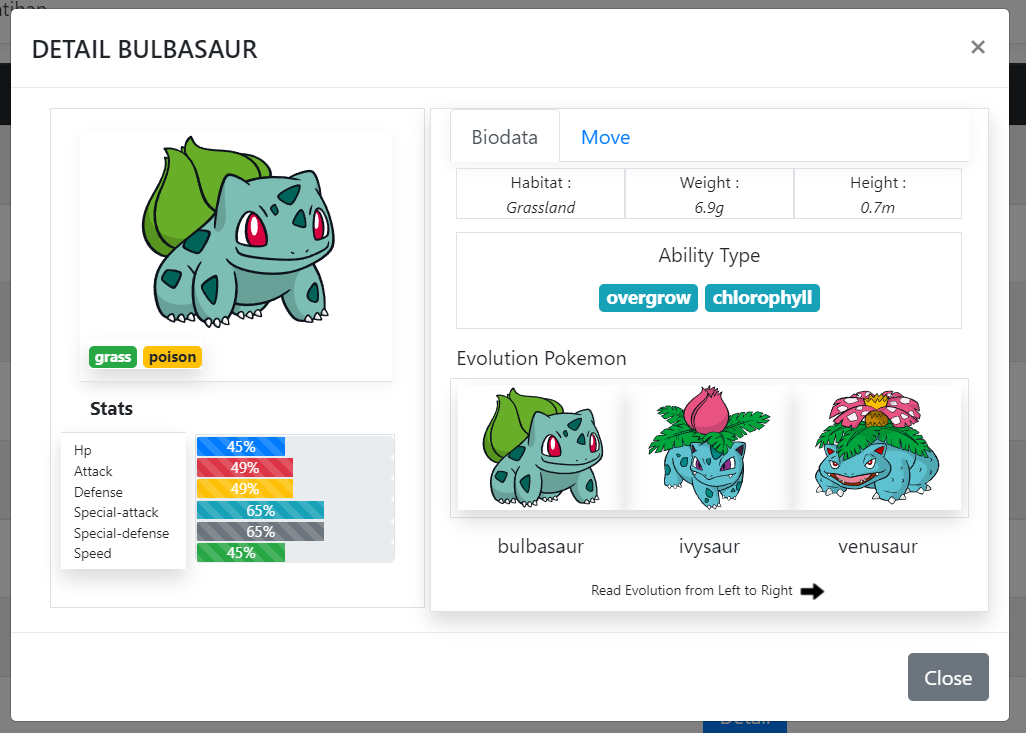 DETAIL BULBASAUR
×
grass poison
Stats
Hp 45%
Attack 49%
Defense 49%
Special-attack 65%
Special-defense 65%
Speed 45%
Biodata Move
Habitat : Weight : Height :
Grassland 6.9g 0.7m
Ability Type
overgrow chlorophyll
Evolution Pokemon
bulbasaur ivysaur venusaur
Read Evolution from Left to Right
Close
Detail